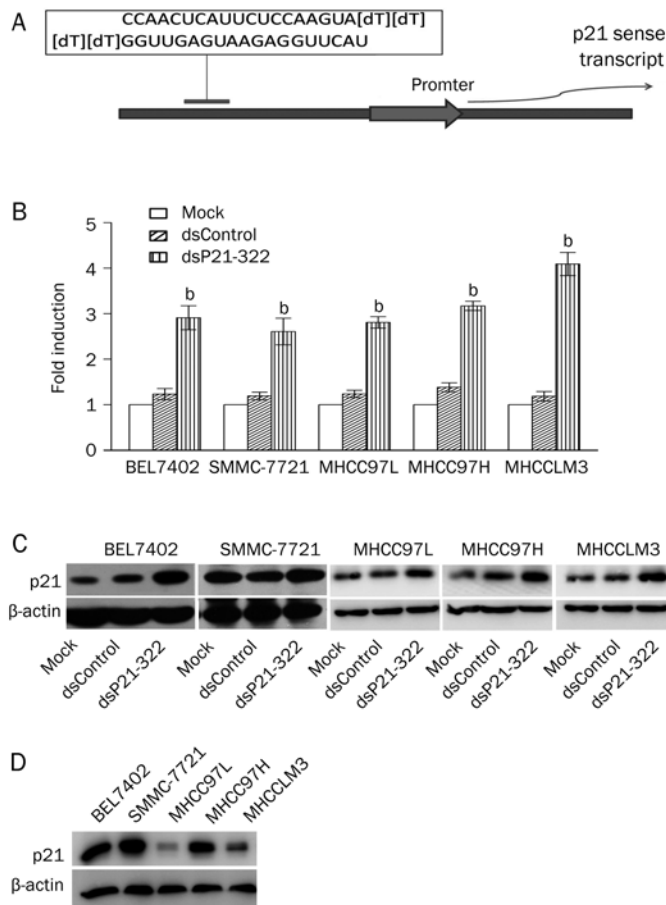 A
CCAACUCAUUCUCCAAGUA[dT][dT]
[dT][dT]GGUUGAGUAAGAGGUUCAU
p21 sense
transcript
Promter
B
Mock
dsControl
dsP21-322
Fold induction
5
4
3
2
1
0
b b b b b
BEL7402 SMMC-7721 MHCC97L MHCC97H MHCCLM3
C
BEL7402 SMMC-7721 MHCC97L MHCC97H MHCCLM3
p21
β-actin
Mock dsControl dsP21-322 Mock dsControl dsP21-322 Mock dsControl dsP21-322 Mock dsControl dsP21-322 Mock dsControl dsP21-322
D
BEL7402 SMMC-7721 MHCC97L MHCC97H MHCCLM3
p21
β-actin